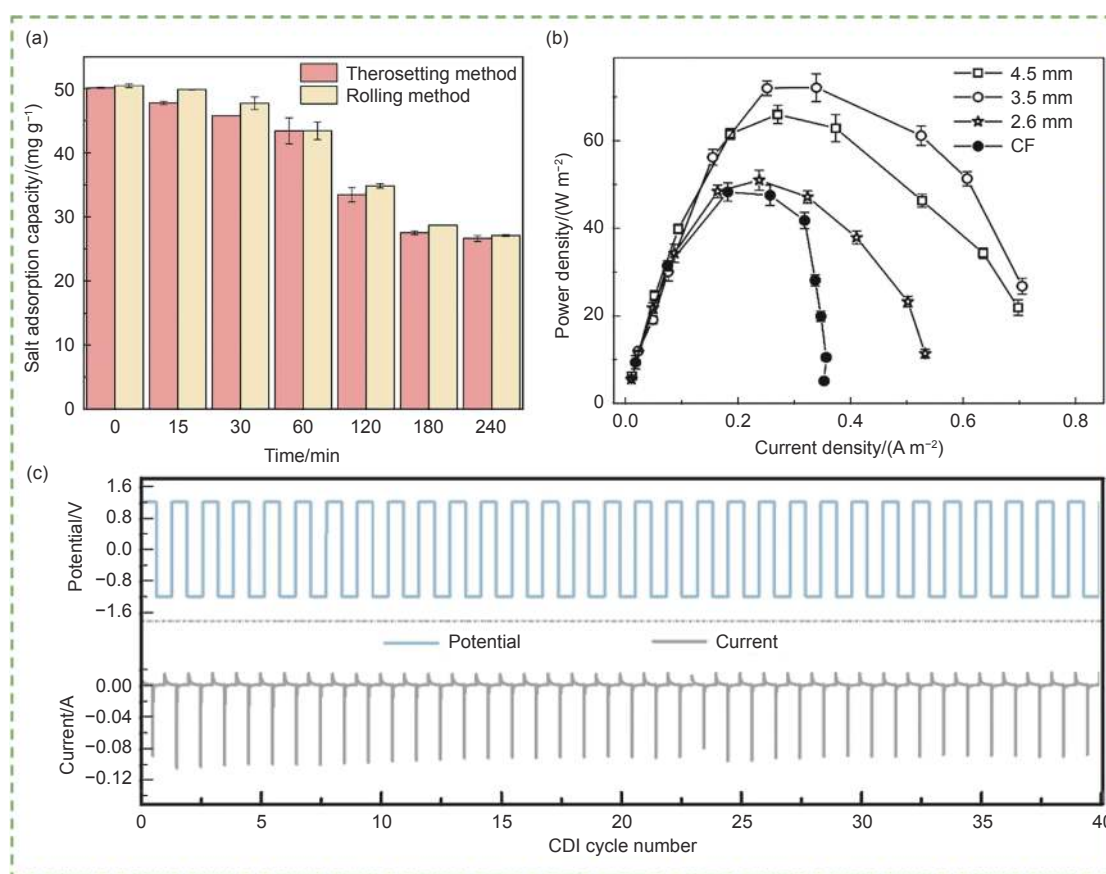 (a)
Therosetting method
Rolling method
Salt adsorption capacity/(mg g⁻¹)
50
40
30
20
10
0
0 15 30 60 120 180 240
Time/min
(b)
4.5 mm
3.5 mm
2.6 mm
CF
Power density/(W m⁻²)
60
40
20
0
0.0 0.2 0.4 0.6 0.8
Current density/(A m⁻²)
(c)
Potential/V
1.6
0.8
0.0
−0.8
−1.6
Potential
Current
Current/A
0.00
−0.04
−0.08
−0.12
0 5 10 15 20 25 30 35 40
CDI cycle number